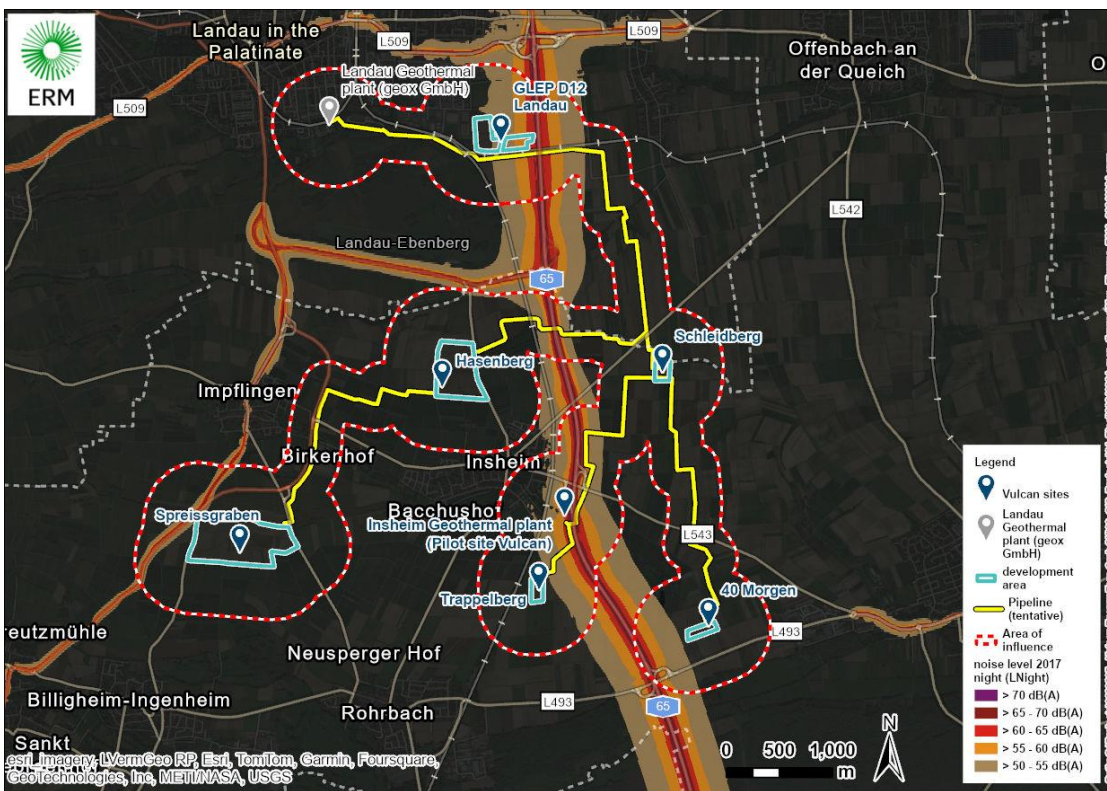 ERM
Landau in the
Palatinate
L509
L509
L509
Landau Geothermal
plant (geox GmbH)
GLEP D12
Landau
Offenbach an
der Queich
L542
Landau-Ebenberg
65
Schleidberg
Hasenberg
Impflingen
Birkenhof
Insheim
Bacchushof
Insheim Geothermal plant
(Pilot site Vulcan)
Spreissgraben
L543
Trappelberg
40 Morgen
L493
reutzmühle
Neusperger Hof
Billigheim-Ingenheim
L493
Rohrbach
65
Sankt
esri_Imagery, LVermGeo RP, Esri, TomTom, Garmin, Foursquare,
GeoTechnologies, Inc, METI/NASA, USGS
0 500 1,000
m
N
Legend
Vulcan sites
Landau
Geothermal
plant (geox
GmbH)
development
area
Pipeline
(tentative)
Area of
influence
noise level 2017
night (LNight)
> 70 dB(A)
> 65 - 70 dB(A)
> 60 - 65 dB(A)
> 55 - 60 dB(A)
> 50 - 55 dB(A)